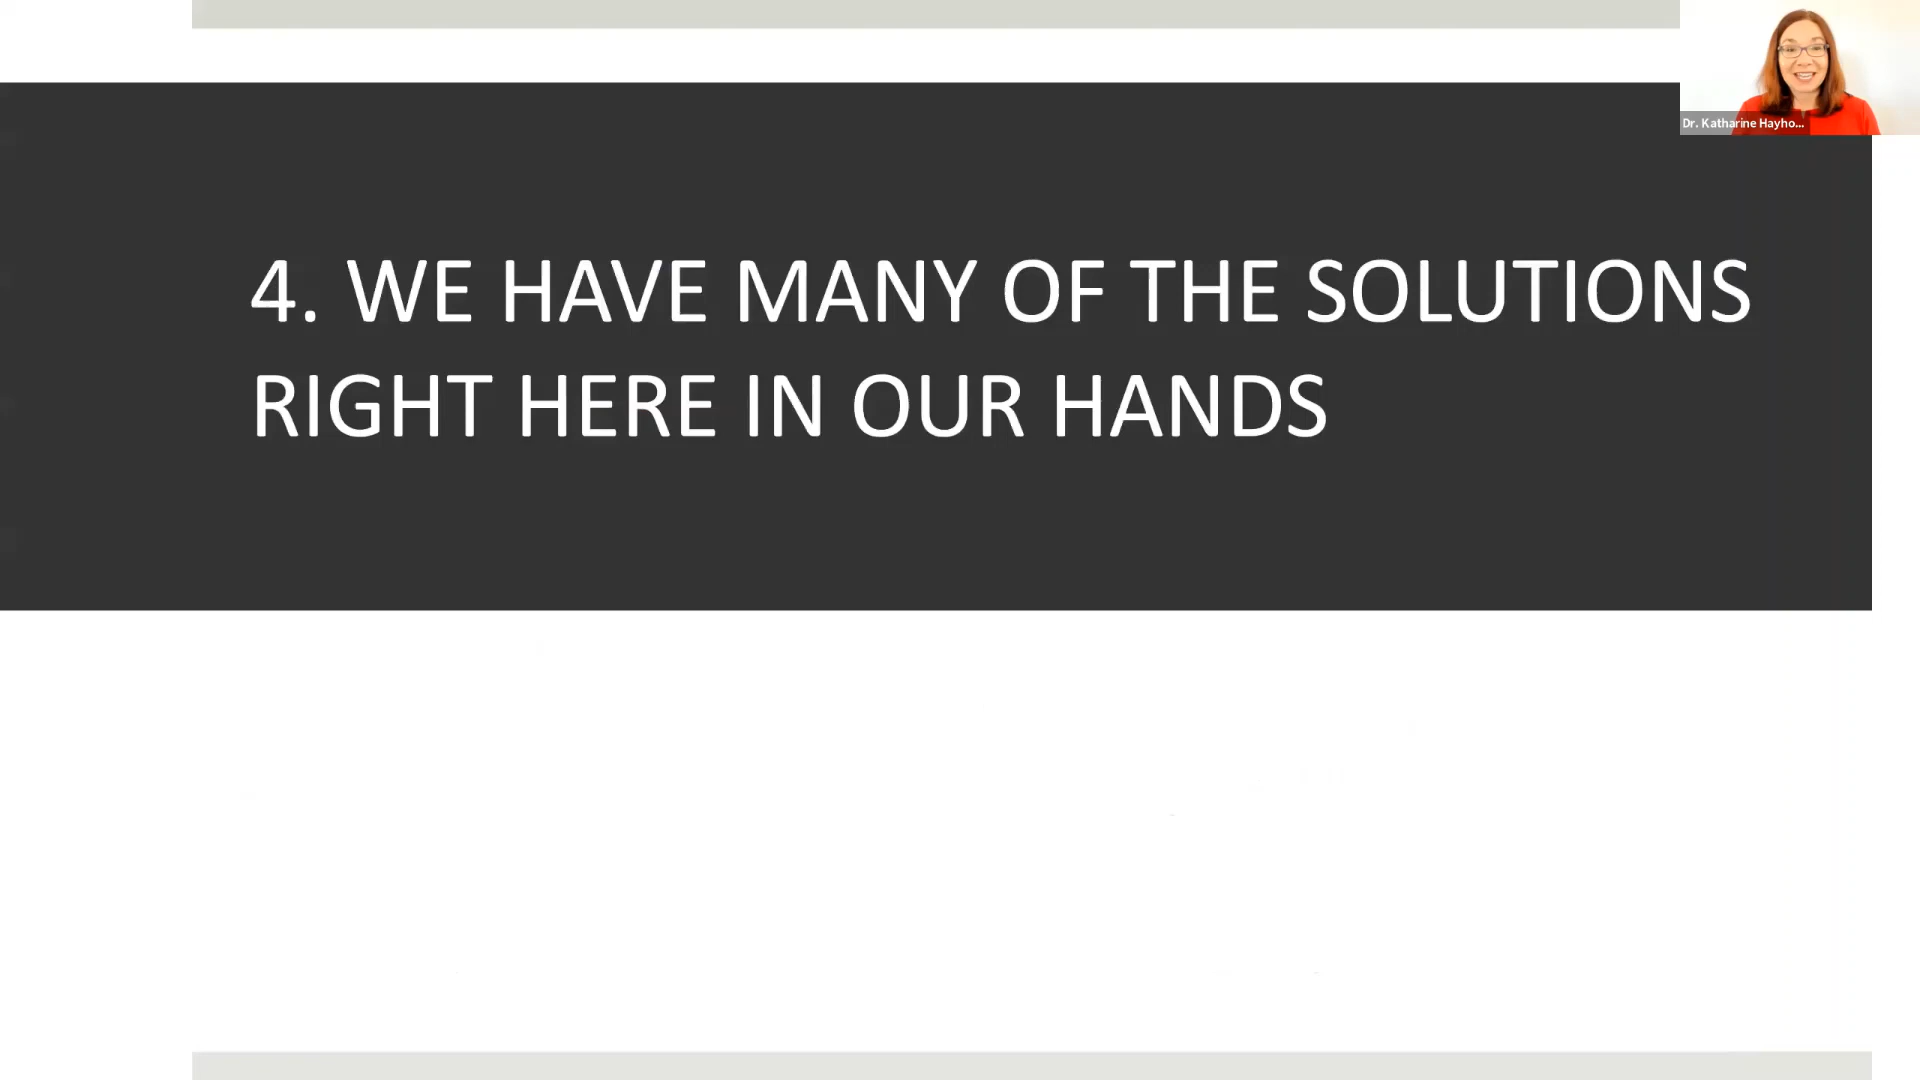 Dr. Katharine Hayho...
4. WE HAVE MANY OF THE SOLUTIONS
RIGHT HERE IN OUR HANDS